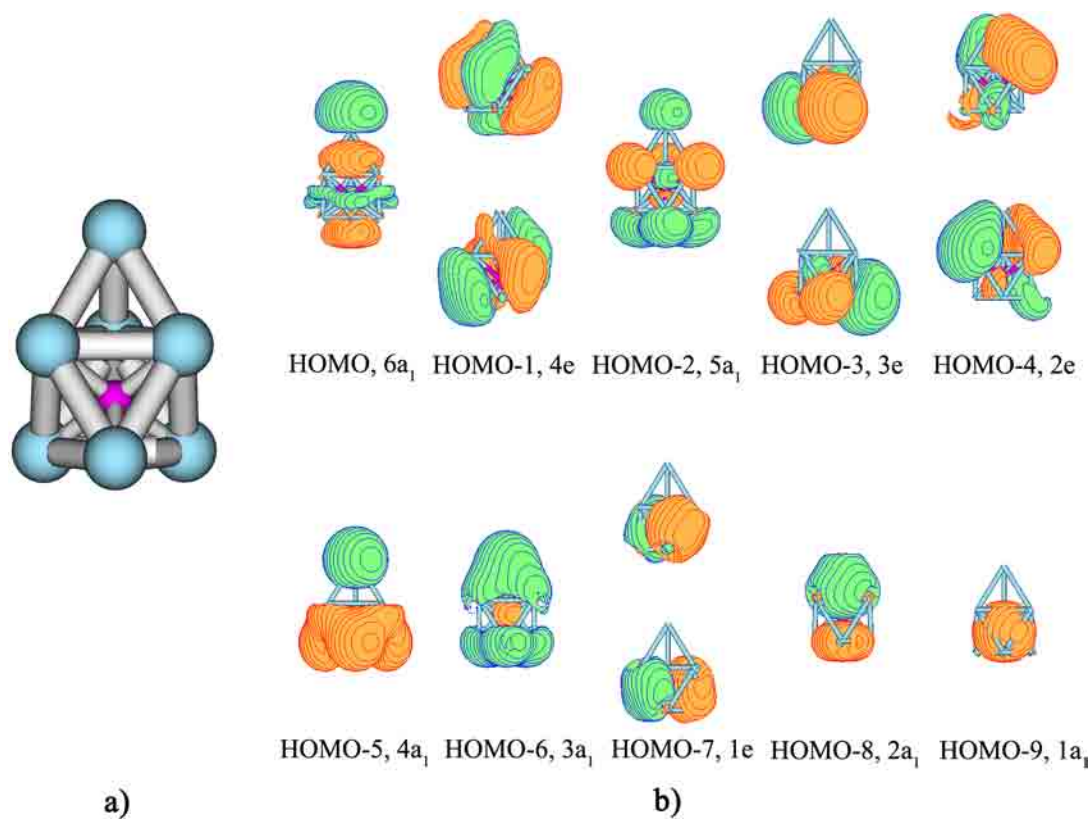 HOMO, 6a₁ HOMO-1, 4e HOMO-2, 5a₁ HOMO-3, 3e HOMO-4, 2e
HOMO-5, 4a₁ HOMO-6, 3a₁ HOMO-7, 1e HOMO-8, 2a₁ HOMO-9, 1a₁
a) b)